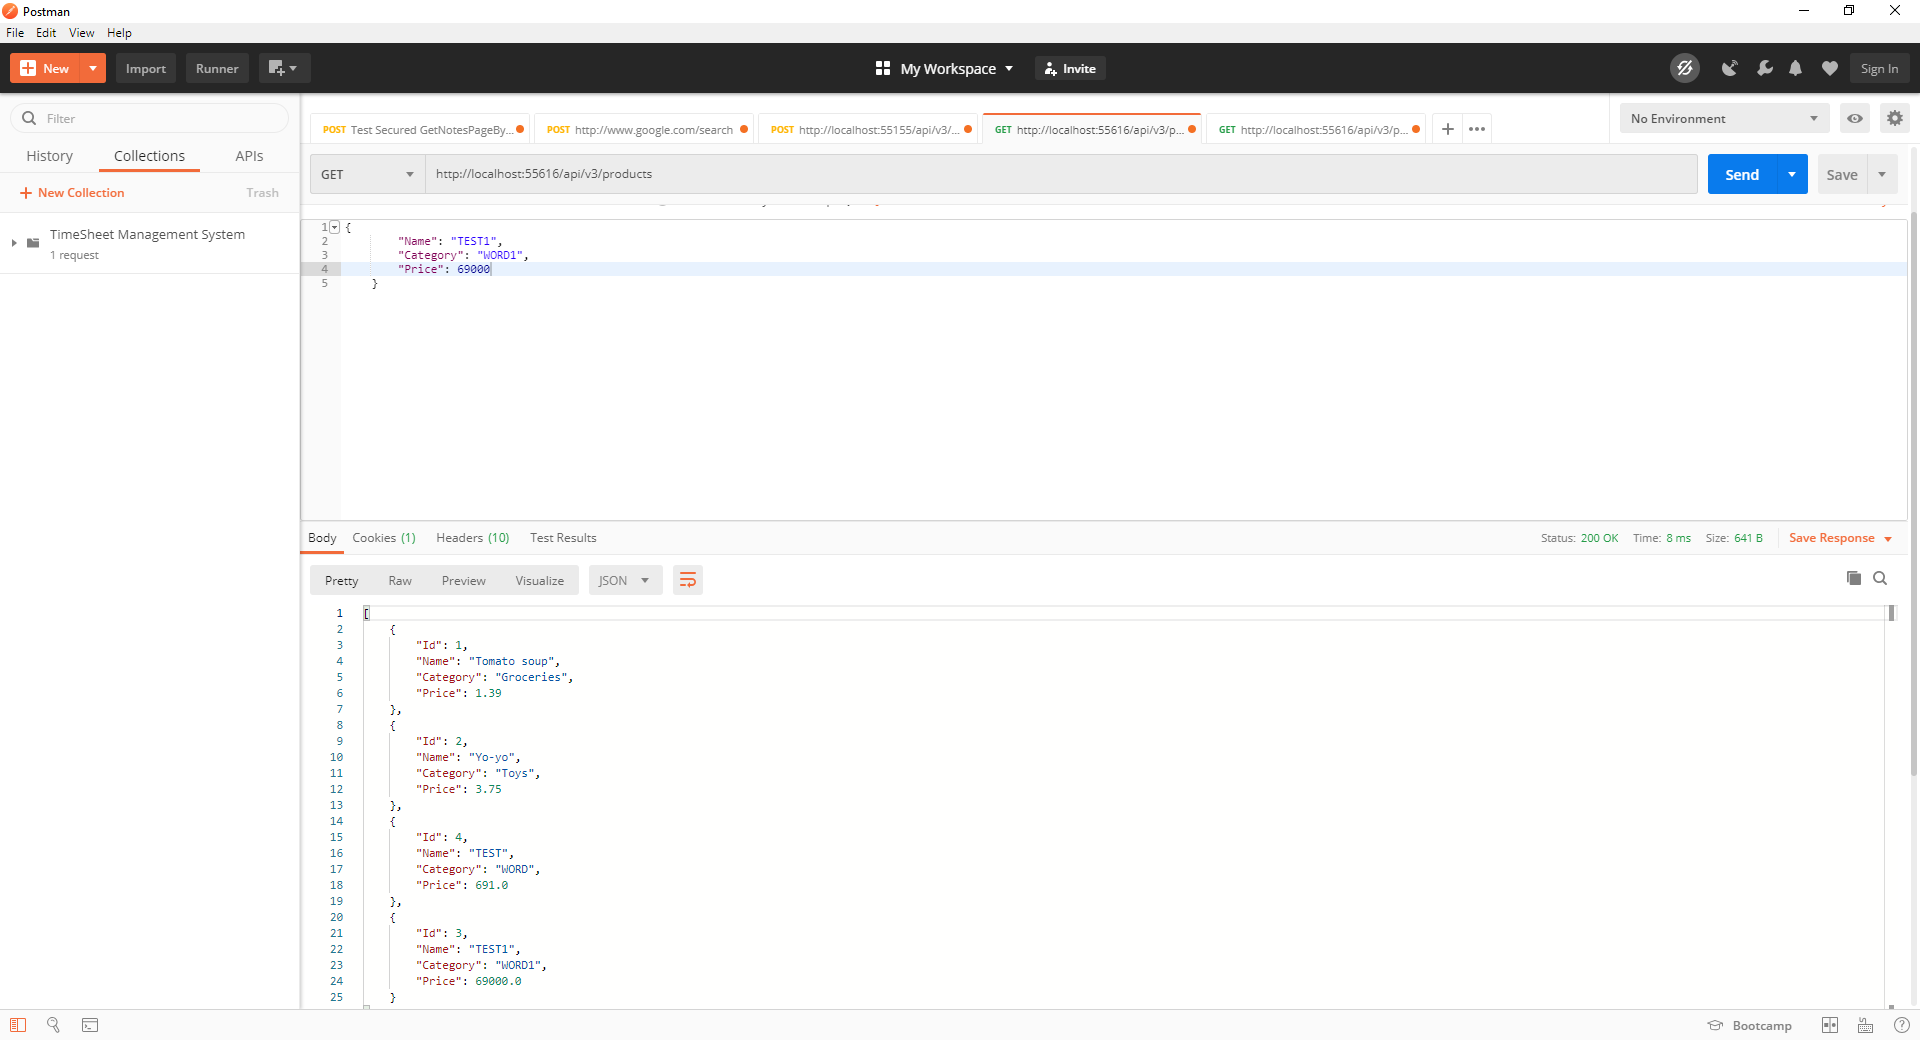 Postman
File Edit View Help
New Import Runner My Workspace Invite Sign In
Filter
History Collections APIs
New Collection Trash
TimeSheet Management System
1 request
POST Test Secured GetNotesPageBy... POST http://www.google.com/search POST http://localhost:55155/api/v3/... GET http://localhost:55616/api/v3/p... GET http://localhost:55616/api/v3/p...
No Environment
GET http://localhost:55616/api/v3/products Send Save
1 {
2 "Name": "TEST1",
3 "Category": "WORD1",
4 "Price": 69000
5 }
Body Cookies (1) Headers (10) Test Results Status: 200 OK Time: 8 ms Size: 641 B Save Response
Pretty Raw Preview Visualize JSON
1 [
2 {
3 "Id": 1,
4 "Name": "Tomato soup",
5 "Category": "Groceries",
6 "Price": 1.39
7 },
8 {
9 "Id": 2,
10 "Name": "Yo-yo",
11 "Category": "Toys",
12 "Price": 3.75
13 },
14 {
15 "Id": 4,
16 "Name": "TEST",
17 "Category": "WORD",
18 "Price": 691.0
19 },
20 {
21 "Id": 3,
22 "Name": "TEST1",
23 "Category": "WORD1",
24 "Price": 69000.0
25 }
Bootcamp